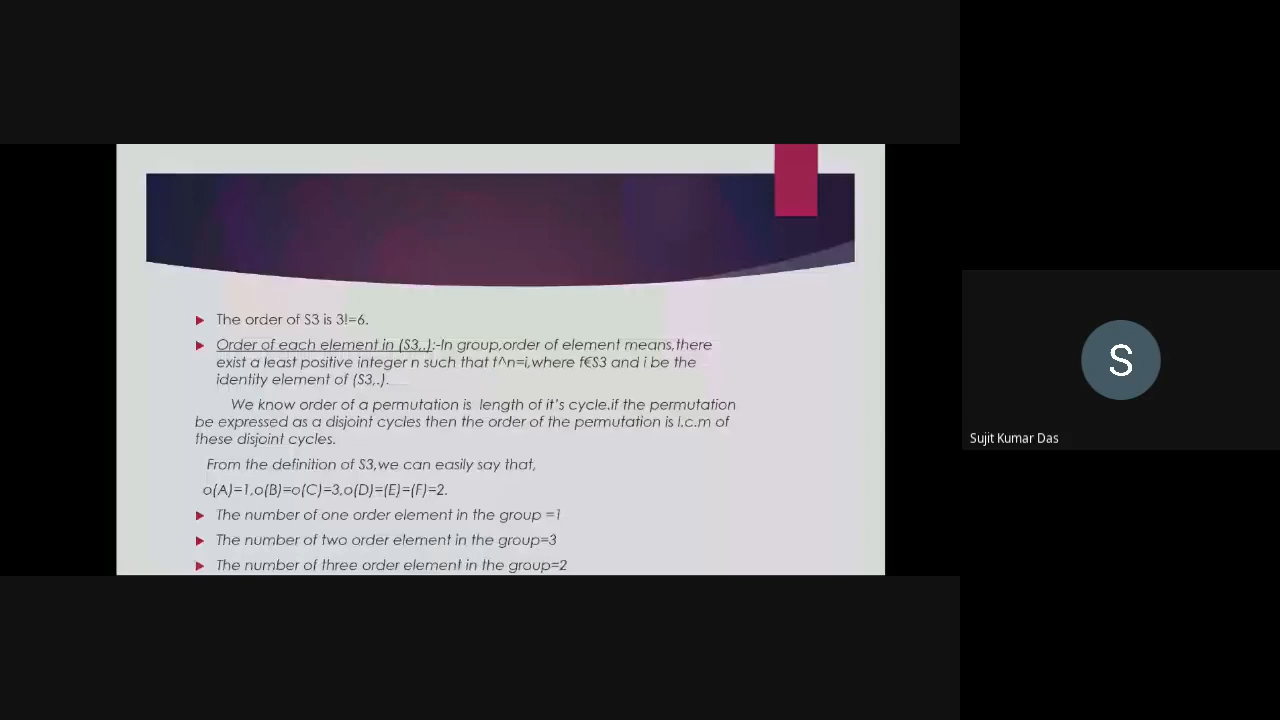 The order of S3 is 3!=6.
Order of each element in (S3,.):-In group,order of element means,there
exist a least positive integer n such that f^n=i,where f€S3 and i be the
identity element of (S3,.).
We know order of a permutation is length of it's cycle.if the permutation
be expressed as a disjoint cycles then the order of the permutation is l.c.m of
these disjoint cycles.
From the definition of S3,we can easily say that,
o(A)=1,o(B)=o(C)=3,o(D)=(E)=(F)=2.
The number of one order element in the group =1
The number of two order element in the group=3
The number of three order element in the group=2
S
Sujit Kumar Das